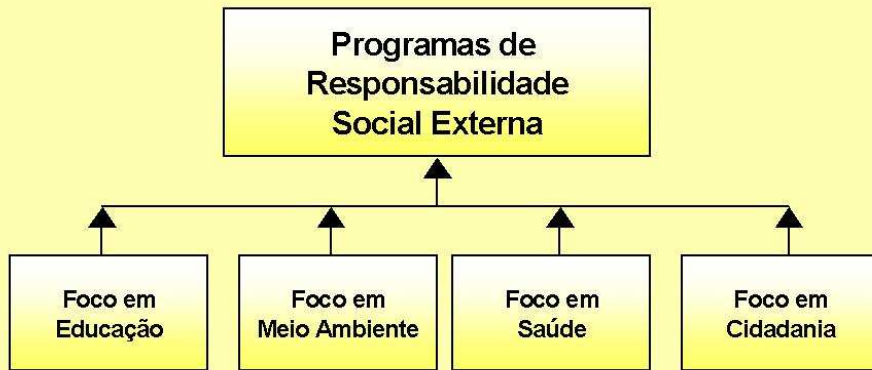 Programas de
Responsabilidade
Social Externa
Foco em
Educação
Foco em
Meio Ambiente
Foco em
Saúde
Foco em
Cidadania